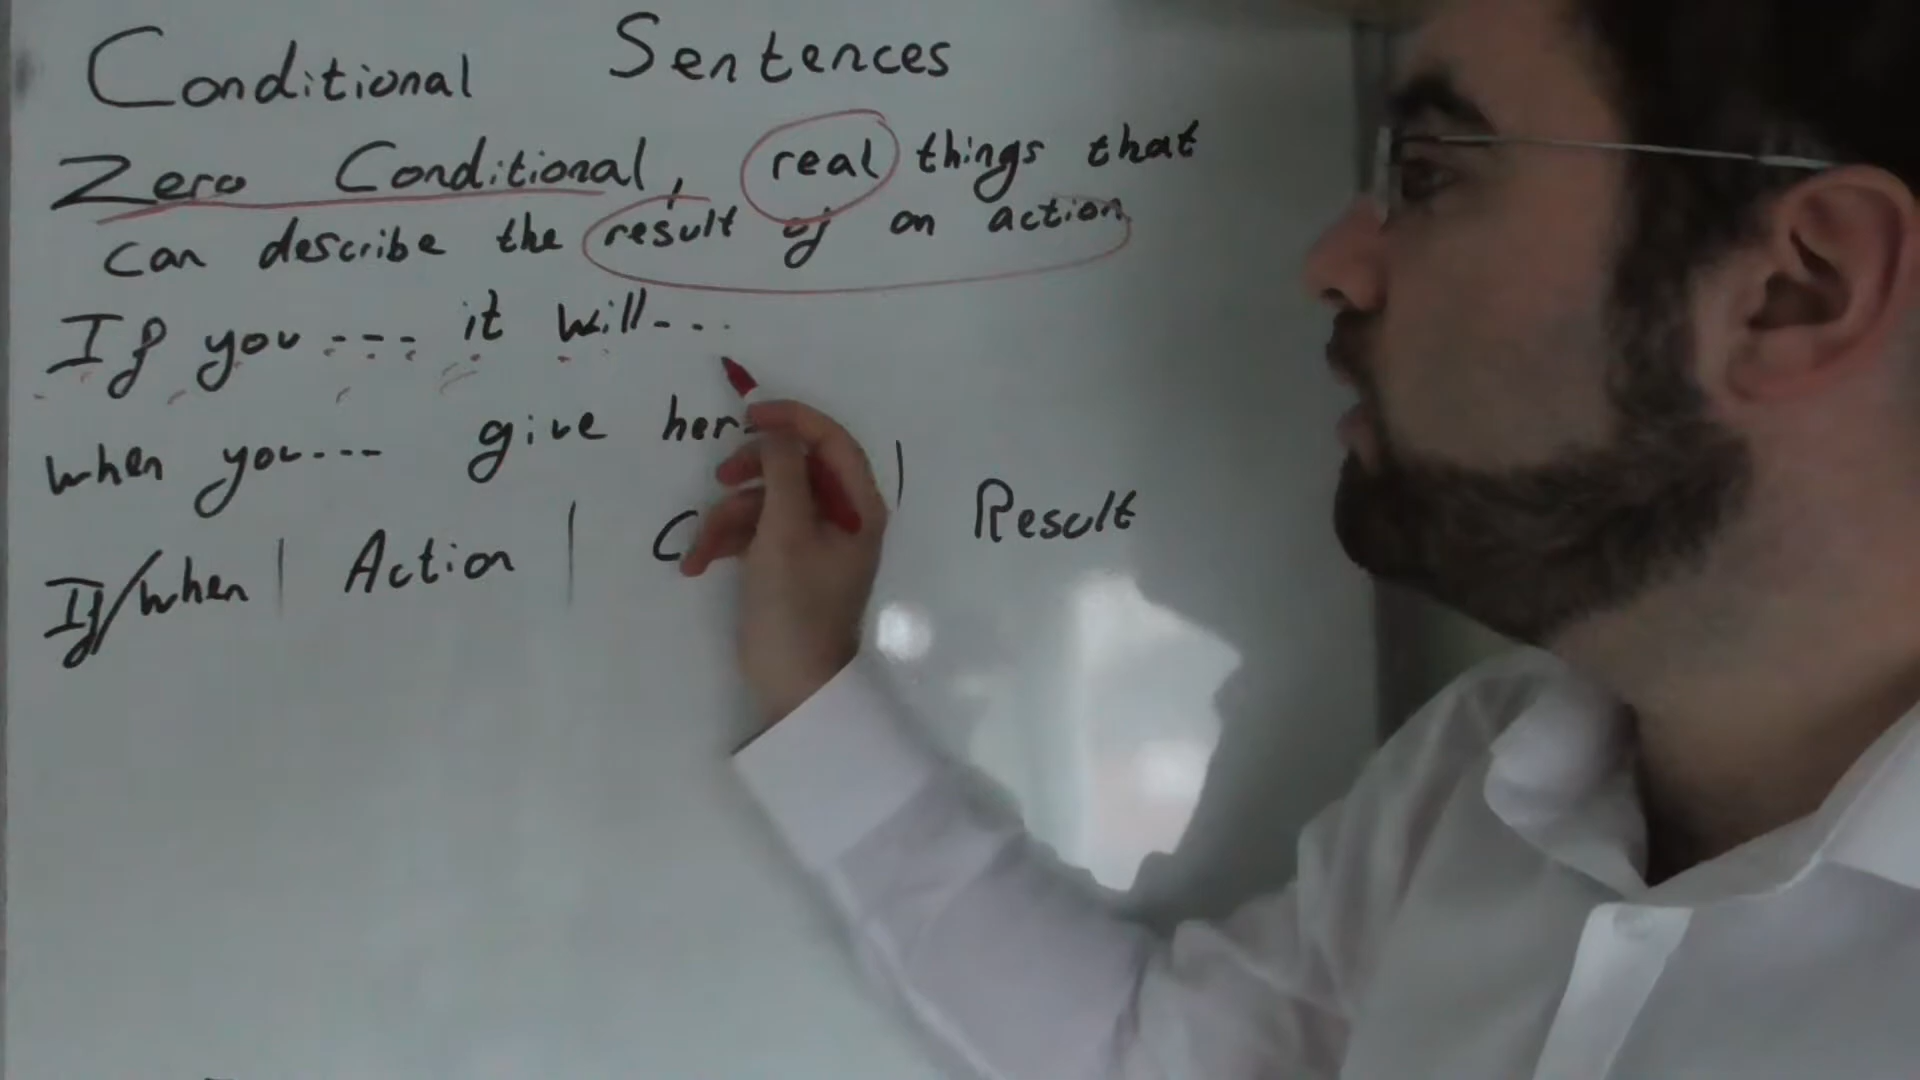 Conditional Sentences
Zero Conditional, real things that
can describe the result of an action
If you --- it will - - -
when you --- give her
If/when | Action | | Result